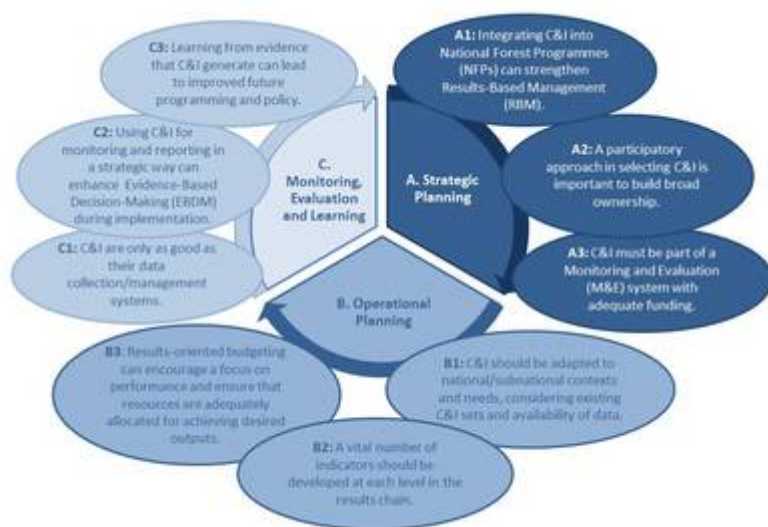 A1: Integrating C&I into
National Forest Programmes
(NFPs) can strengthen
Results-Based Management
(RBM).
A2: A participatory
approach in selecting C&I is
important to build broad
ownership.
A3: C&I must be part of a
Monitoring and Evaluation
(M&E) system with
adequate funding.
A. Strategic
Planning
B1: C&I should be adapted to
national/subnational contexts
and needs, considering existing
C&I sets and availability of data.
B2: A vital number of
indicators should be
developed at each level in the
results chain.
B3: Results-oriented budgeting
can encourage a focus on
performance and ensure that
resources are adequately
allocated for achieving desired
outputs.
B. Operational
Planning
C1: C&I are only as good as
their data
collection/management
systems.
C2: Using C&I for
monitoring and reporting in
a strategic way can
enhance Evidence-Based
Decision-Making (EBDM)
during implementation.
C3: Learning from evidence
that C&I generate can lead
to improved future
programming and policy.
C.
Monitoring,
Evaluation
and Learning